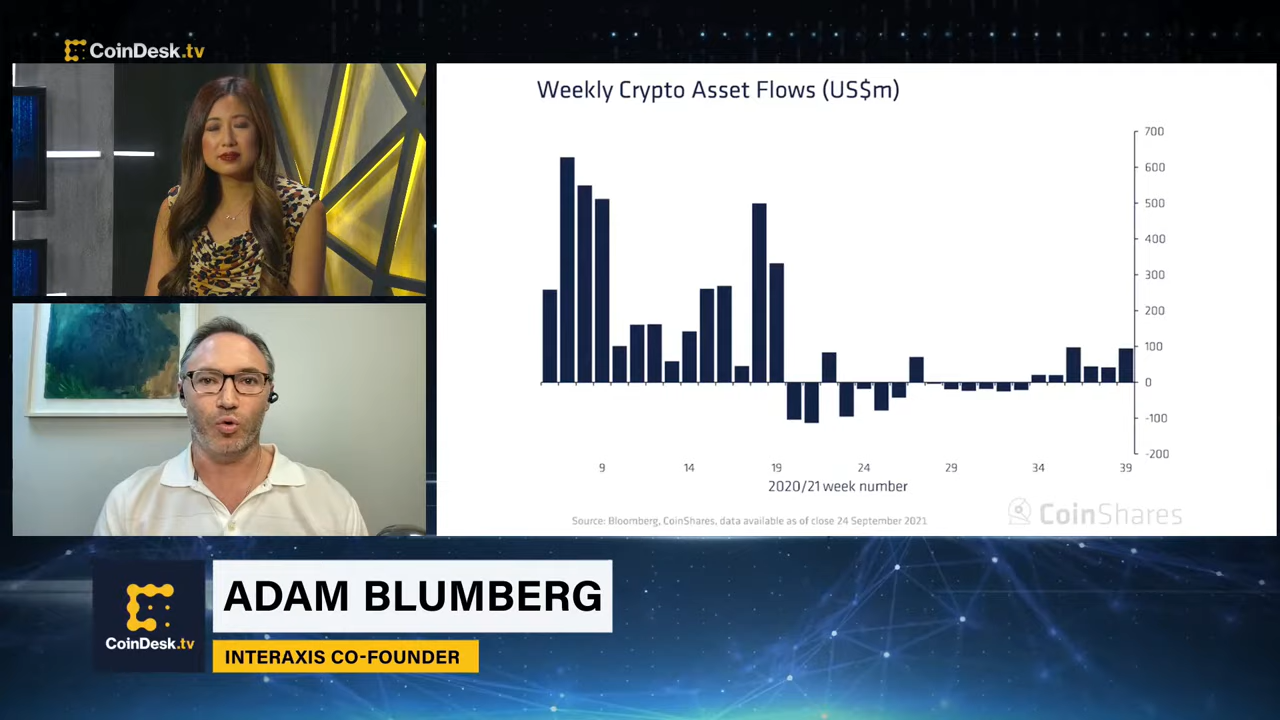 CoinDesk.tv
Weekly Crypto Asset Flows (US$m)
700
600
500
400
300
200
100
0
-100
-200
9 14 19 24 29 34 39
2020/21 week number
Source: Bloomberg, CoinShares, data available as of close 24 September 2021
CoinShares
ADAM BLUMBERG
CoinDesk.tv
INTERAXIS CO-FOUNDER